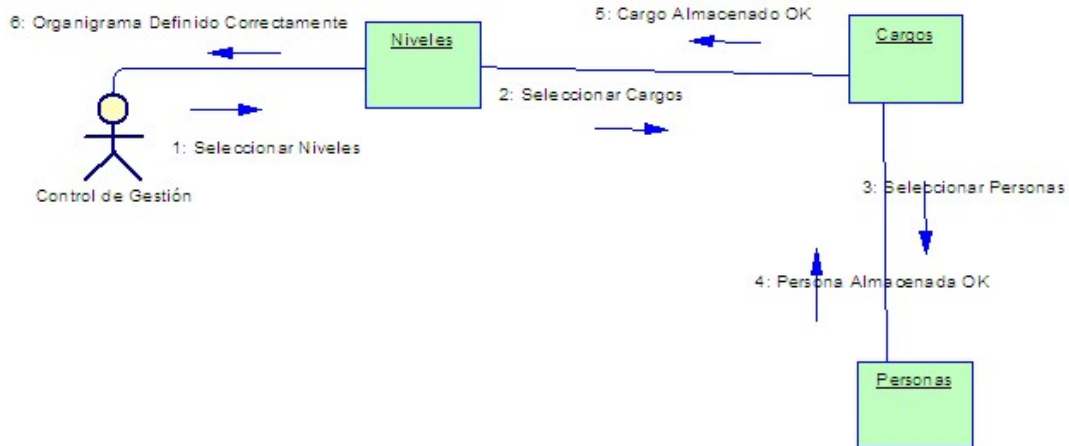 6: Organigrama Definido Correctamente
5: Cargo Almacenado OK
Niveles
Cargos
2: Seleccionar Cargos
1: Seleccionar Niveles
Control de Gestión
3: Seleccionar Personas
4: Persona Almacenada OK
Personas